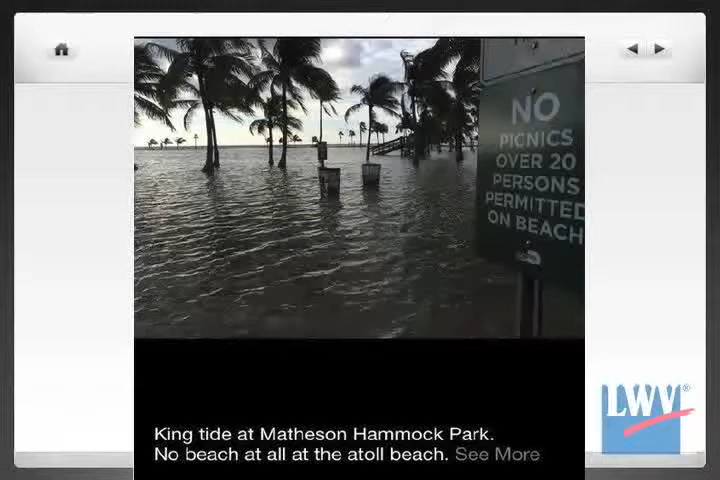 NO
PICNICS
OVER 20
PERSONS
PERMITTED
ON BEACH
King tide at Matheson Hammock Park.
No beach at all at the atoll beach. See More
LWV®